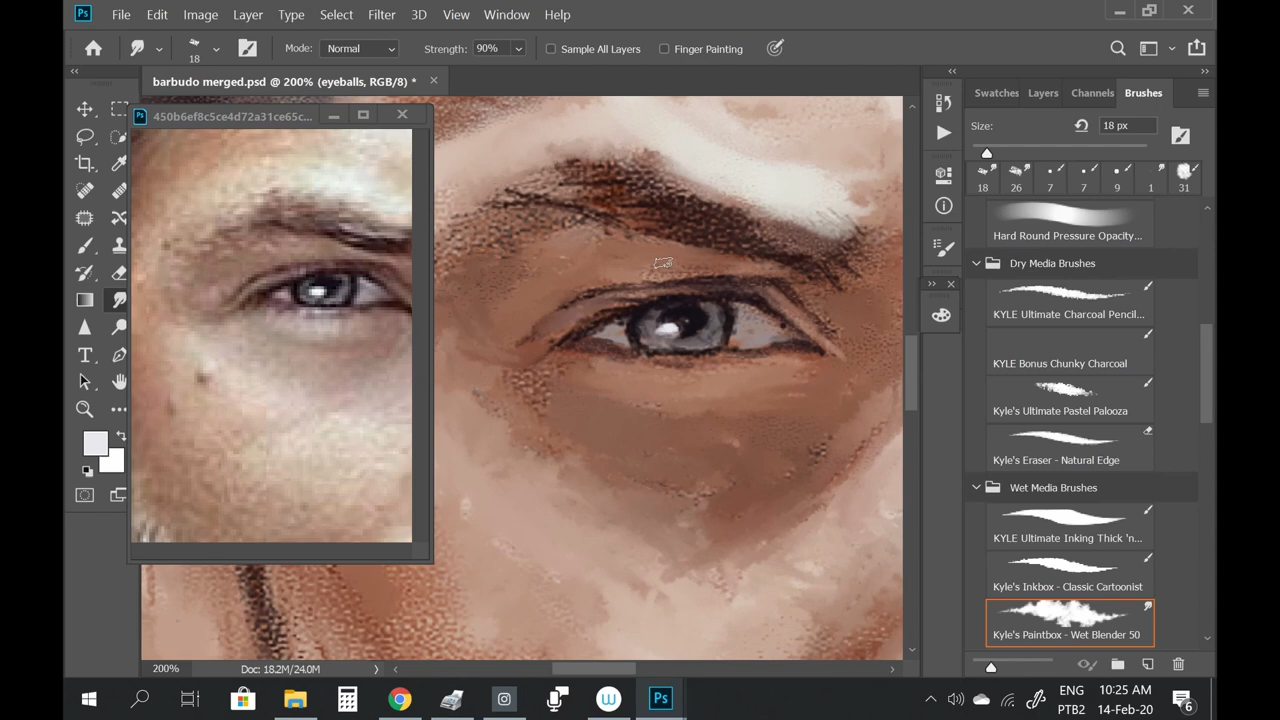 Ps File Edit Image Layer Type Select Filter 3D View Window Help
18 Mode: Normal Strength: 90% Sample All Layers Finger Painting
barbudo merged.psd @ 200% (eyeballs, RGB/8) *
Swatches Layers Channels Brushes
450b6ef8c5ce4d72a31ce65c...
Size: 18 px
18 26 7 7 9 1 31
Hard Round Pressure Opacity...
Dry Media Brushes
KYLE Ultimate Charcoal Pencil...
KYLE Bonus Chunky Charcoal
Kyle's Ultimate Pastel Palooza
Kyle's Eraser - Natural Edge
Wet Media Brushes
KYLE Ultimate Inking Thick 'n...
Kyle's Inkbox - Classic Cartoonist
Kyle's Paintbox - Wet Blender 50
200% Doc: 18.2M/24.0M
Ps
ENG
PTB2
10:25 AM
14-Feb-20
6